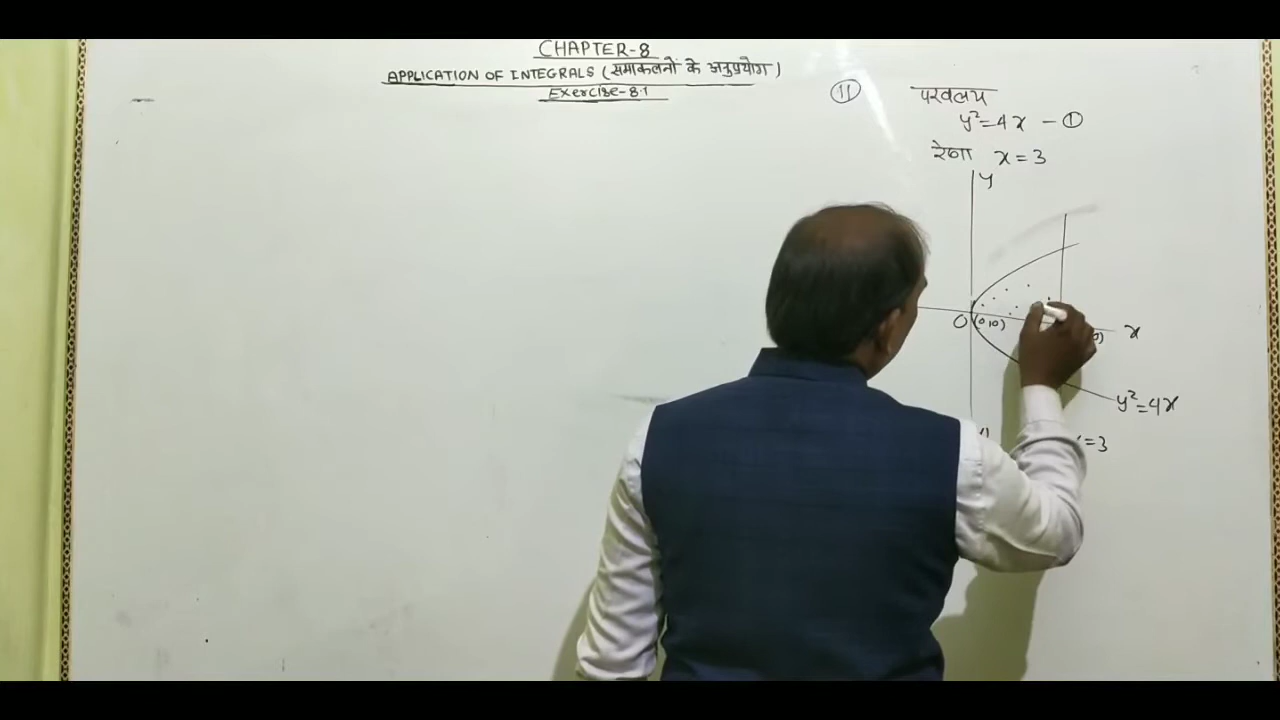 CHAPTER-8
APPLICATION OF INTEGRALS (समाकलनों के अनुप्रयोग)
Exercise-8.1
11
परवलय
y²=4x - ①
रेखा x=3
y
O (0,0)
x
y²=4x
=3